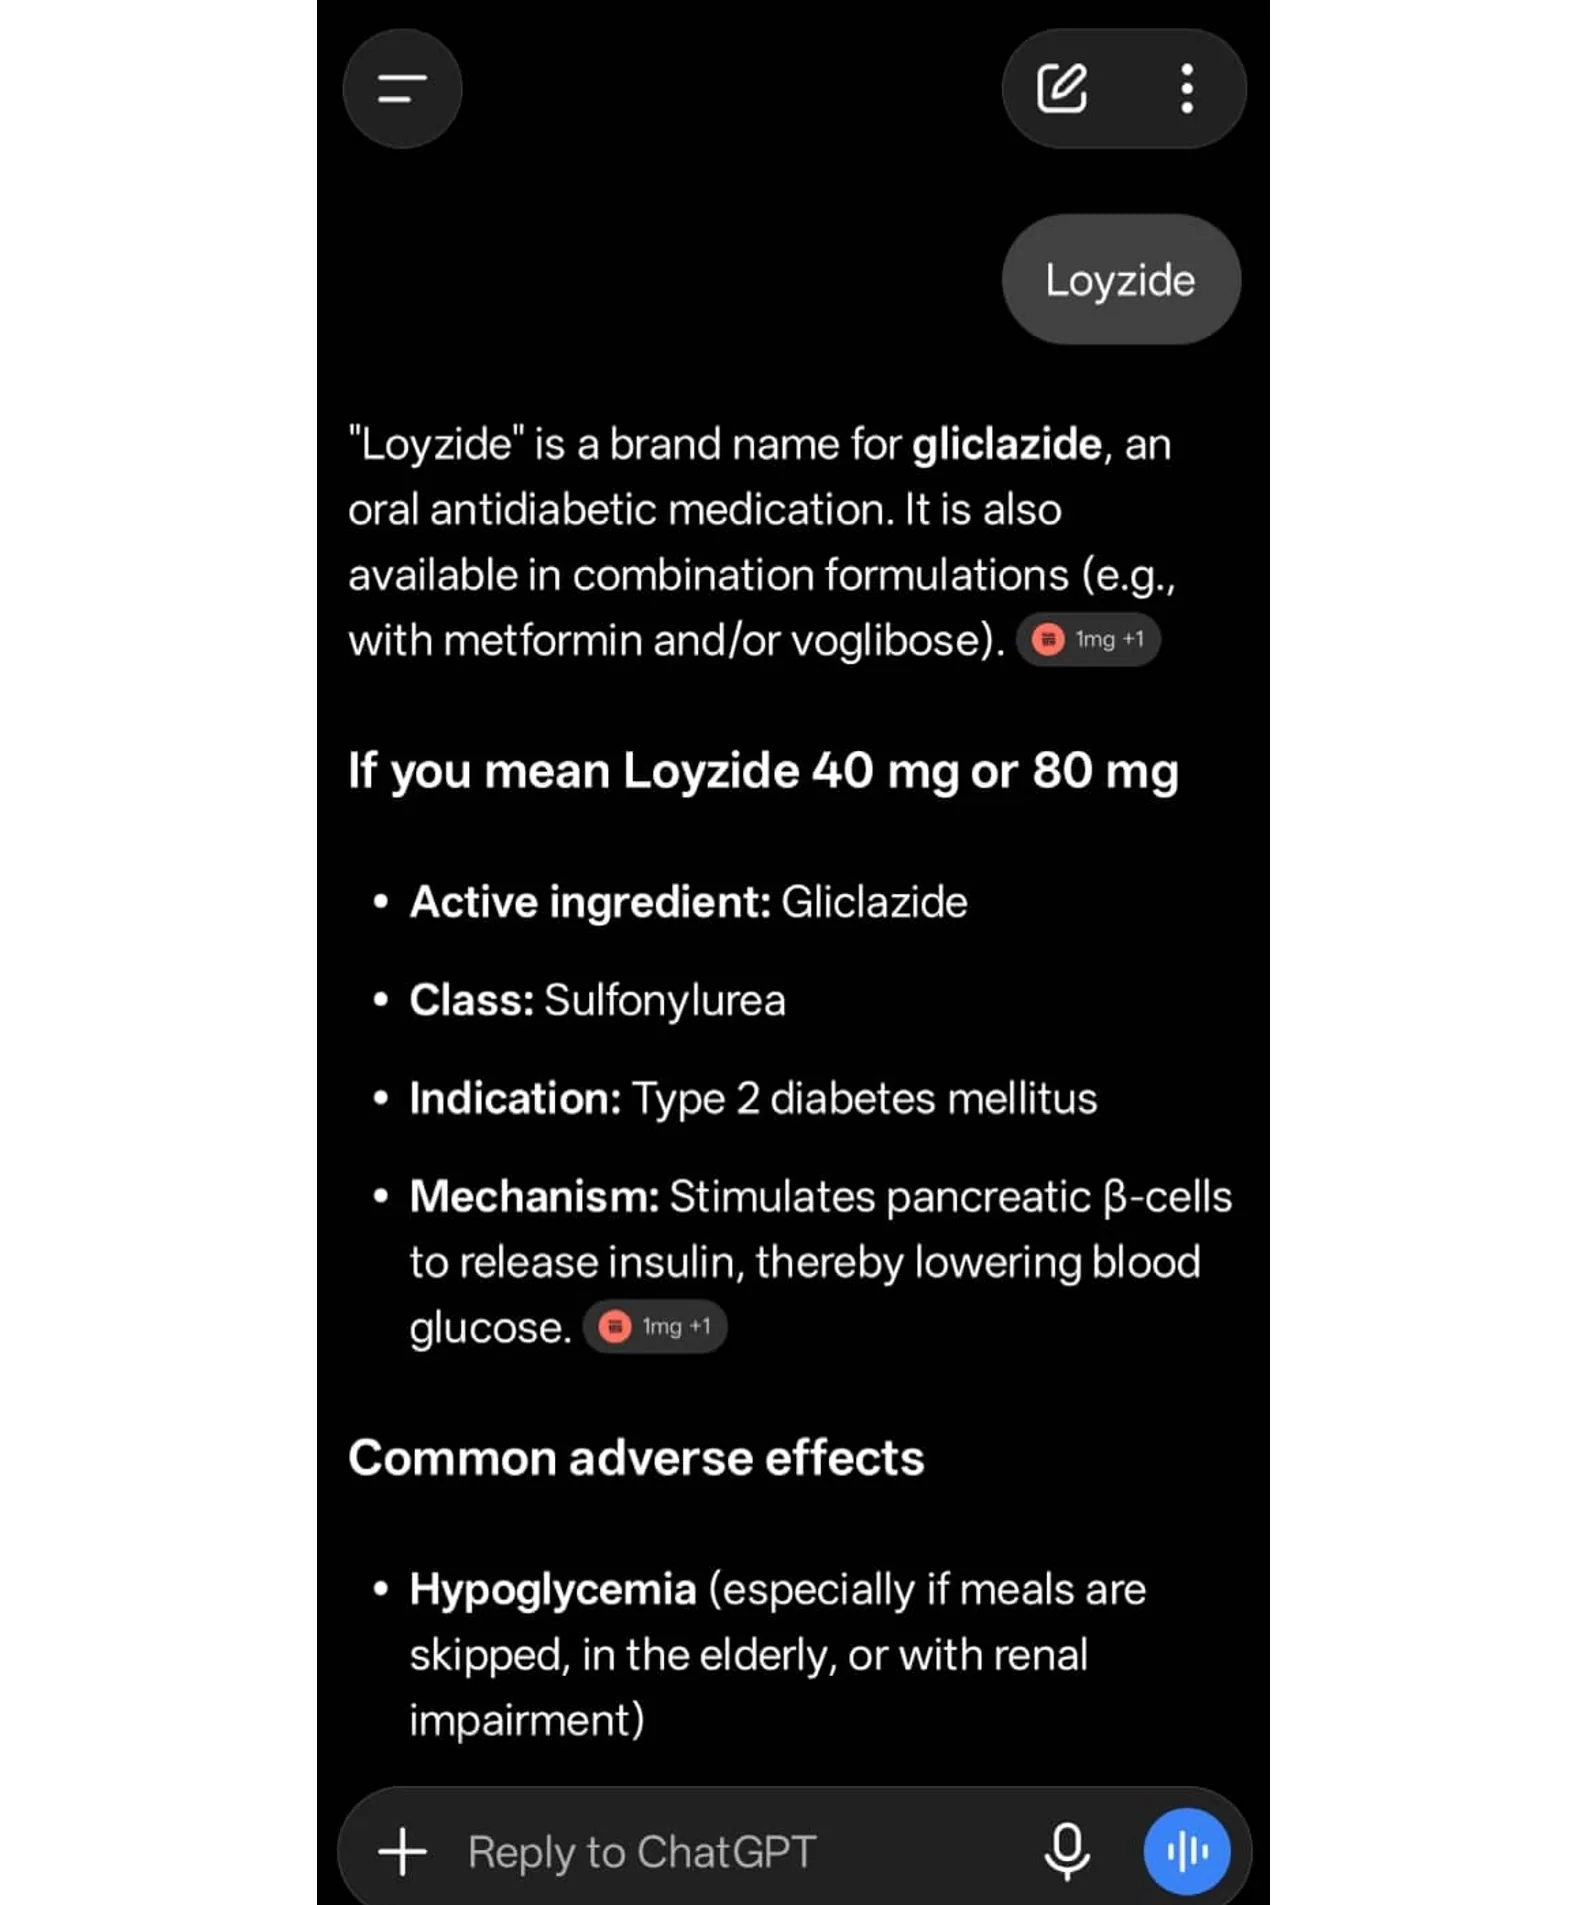 Loyzide
"Loyzide" is a brand name for gliclazide, an
oral antidiabetic medication. It is also
available in combination formulations (e.g.,
with metformin and/or voglibose). 1mg +1
If you mean Loyzide 40 mg or 80 mg
• Active ingredient: Gliclazide
• Class: Sulfonylurea
• Indication: Type 2 diabetes mellitus
• Mechanism: Stimulates pancreatic β-cells
to release insulin, thereby lowering blood
glucose. 1mg +1
Common adverse effects
• Hypoglycemia (especially if meals are
skipped, in the elderly, or with renal
impairment)
Reply to ChatGPT